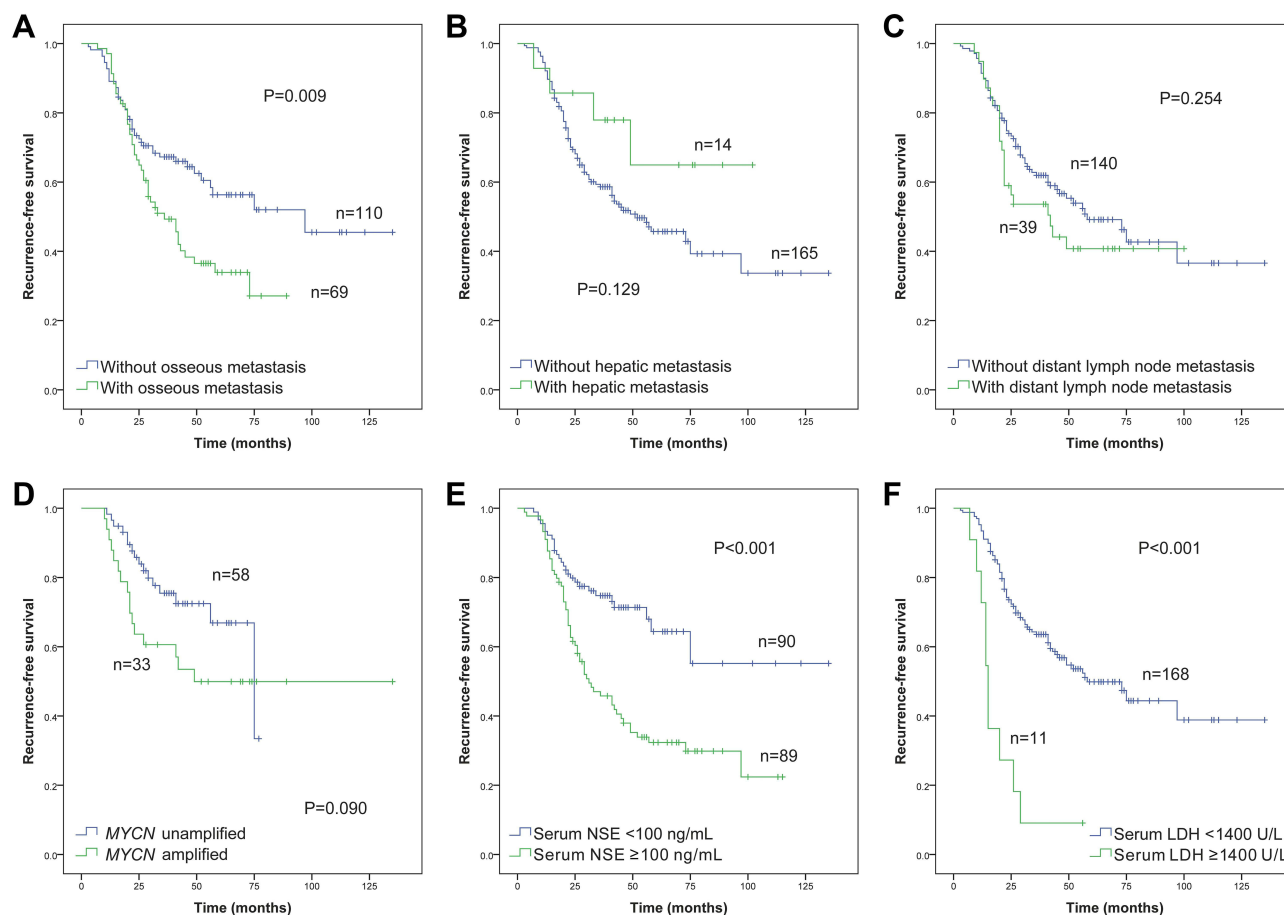 A
Recurrence-free survival
1.0
0.8
0.6
0.4
0.2
0.0
P=0.009
n=110
n=69
Without osseous metastasis
With osseous metastasis
0 25 50 75 100 125
Time (months)
B
Recurrence-free survival
1.0
0.8
0.6
0.4
0.2
0.0
n=14
n=165
P=0.129
Without hepatic metastasis
With hepatic metastasis
0 25 50 75 100 125
Time (months)
C
Recurrence-free survival
1.0
0.8
0.6
0.4
0.2
0.0
P=0.254
n=140
n=39
Without distant lymph node metastasis
With distant lymph node metastasis
0 25 50 75 100 125
Time (months)
D
Recurrence-free survival
1.0
0.8
0.6
0.4
0.2
0.0
n=58
n=33
P=0.090
MYCN unamplified
MYCN amplified
0 25 50 75 100 125
Time (months)
E
Recurrence-free survival
1.0
0.8
0.6
0.4
0.2
0.0
P<0.001
n=90
n=89
Serum NSE <100 ng/mL
Serum NSE ≥100 ng/mL
0 25 50 75 100 125
Time (months)
F
Recurrence-free survival
1.0
0.8
0.6
0.4
0.2
0.0
P<0.001
n=168
n=11
Serum LDH <1400 U/L
Serum LDH ≥1400 U/L
0 25 50 75 100 125
Time (months)